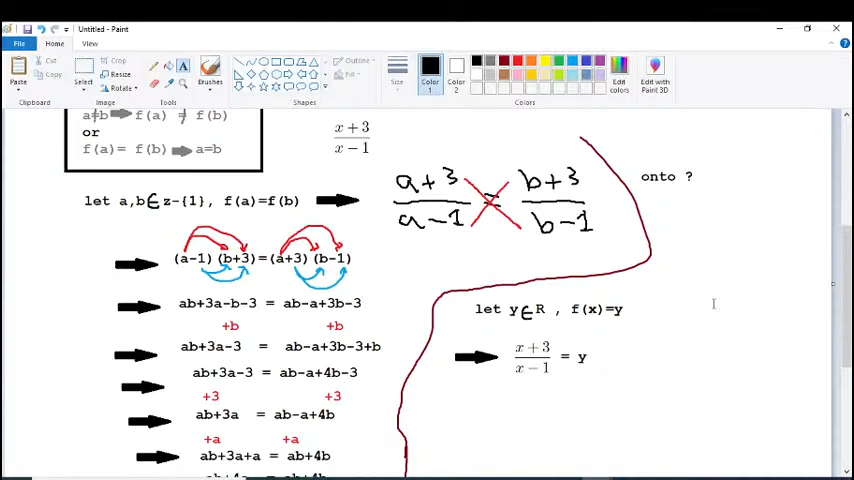 Untitled - Paint
File Home View
Paste
Cut
Copy
Clipboard
Select
Crop
Resize
Rotate
Image
A
Tools
Brushes
Shapes
Outline
Fill
Size
Color 1
Color 2
Colors
Edit colors
Edit with Paint 3D
a≠b f(a) ≠ f(b)
or
f(a)= f(b) a=b
x+3
x−1
let a,b∈z-{1}, f(a)=f(b)
a+3 = b+3
a-1 b-1
onto ?
(a-1)(b+3)=(a+3)(b-1)
ab+3a-b-3 = ab-a+3b-3
+b +b
ab+3a-3 = ab-a+3b-3+b
ab+3a-3 = ab-a+4b-3
+3 +3
ab+3a = ab-a+4b
+a +a
ab+3a+a = ab+4b
ab+4a = ab+4b
let y∈R , f(x)=y
x+3
x−1 = y